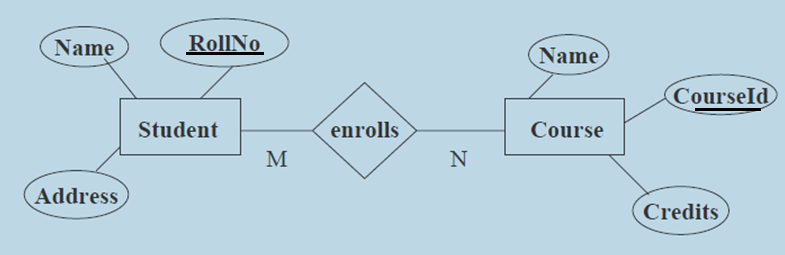 Name
RollNo
Name
CourseId
Student
enrolls
Course
M
N
Address
Credits